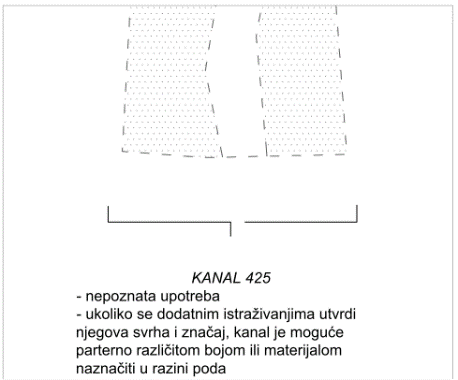 KANAL 425
- nepoznata upotreba
- ukoliko se dodatnim istraživanjima utvrdi
njegova svrha i značaj, kanal je moguće
parterno različitom bojom ili materijalom
naznačiti u razini poda